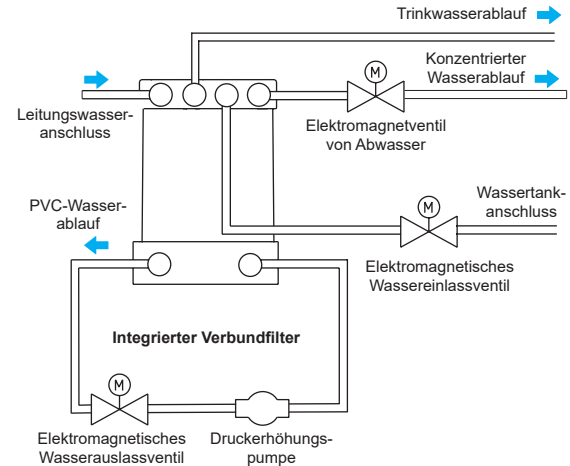 Trinkwasserablauf
Konzentrierter
Wasserablauf
M
Leitungswasser-
anschluss
Elektromagnetventil
von Abwasser
PVC-Wasser-
ablauf
Wassertank-
anschluss
M
Elektromagnetisches
Wassereinlassventil
Integrierter Verbundfilter
M
Elektromagnetisches
Wasserauslassventil
Druckerhöhungs-
pumpe